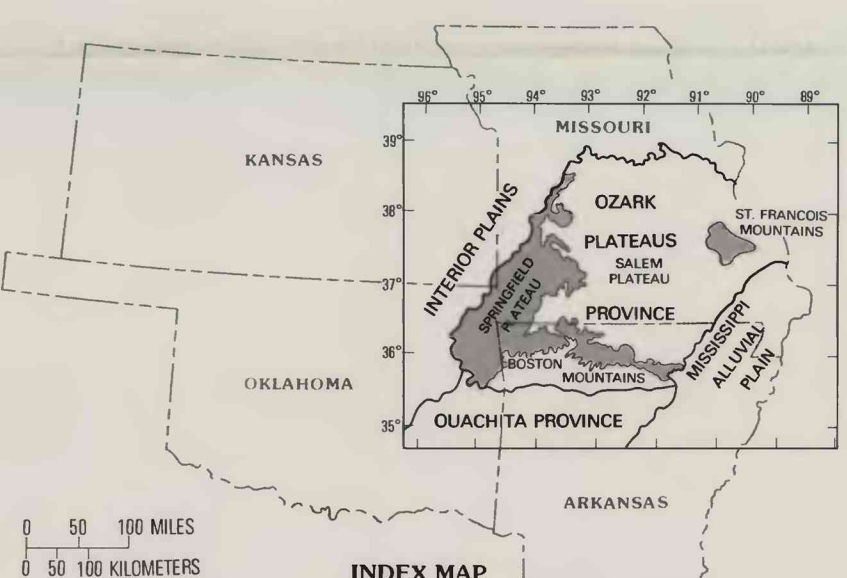 96° 95° 94° 93° 92° 91° 90° 89°
MISSOURI
39°
KANSAS
38°
INTERIOR PLAINS
OZARK
PLATEAUS
ST. FRANCOIS
MOUNTAINS
SALEM
PLATEAU
37°
SPRINGFIELD
PLATEAU
PROVINCE
MISSISSIPPI
ALLUVIAL
PLAIN
36°
BOSTON
MOUNTAINS
OKLAHOMA
35°
OUACHITA PROVINCE
ARKANSAS
0 50 100 MILES
0 50 100 KILOMETERS
INDEX MAP